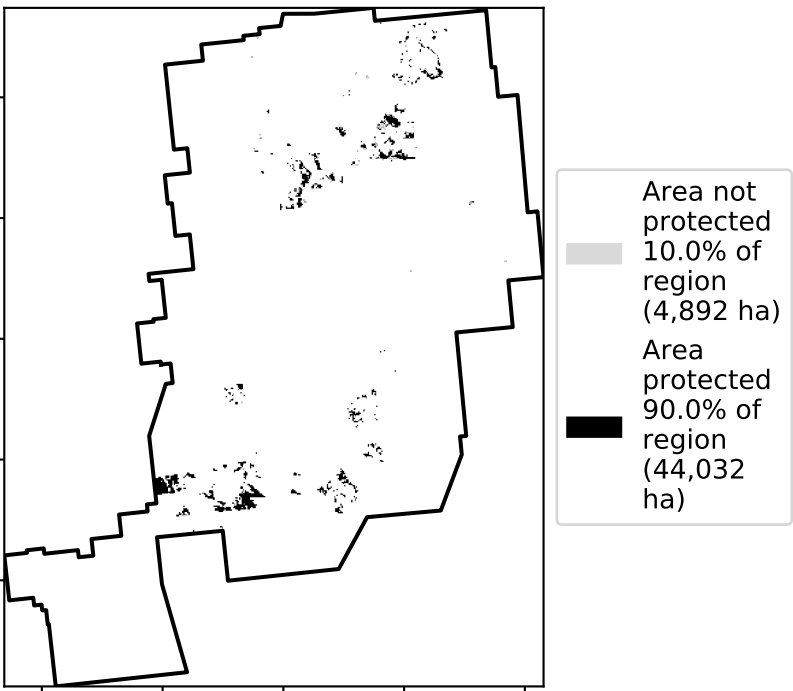 Area not
protected
10.0% of
region
(4,892 ha)
Area
protected
90.0% of
region
(44,032
ha)